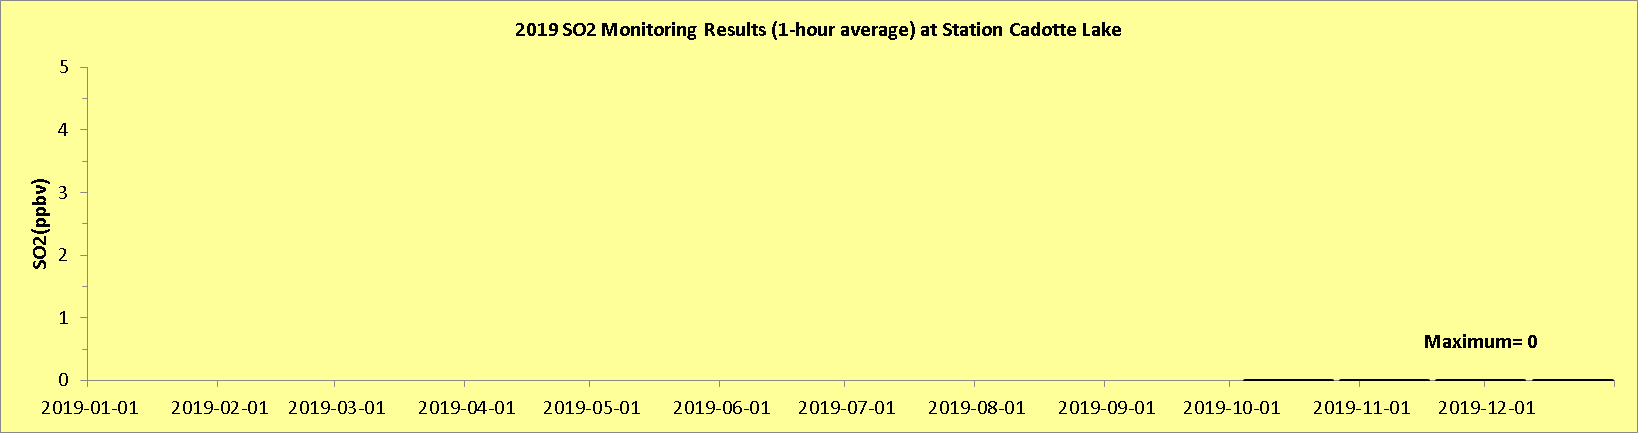 2019 SO2 Monitoring Results (1-hour average) at Station Cadotte Lake
5
4
3
2
1
0
SO2(ppbv)
Maximum= 0
2019-01-01 2019-02-01 2019-03-01 2019-04-01 2019-05-01 2019-06-01 2019-07-01 2019-08-01 2019-09-01 2019-10-01 2019-11-01 2019-12-01